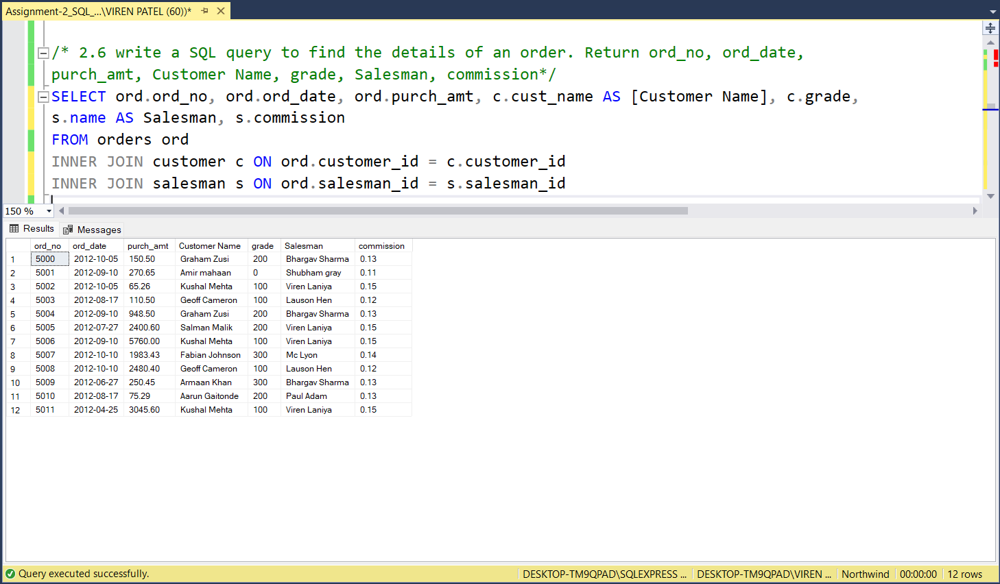 Assignment-2_SQL_...\VIREN PATEL (60))*
/* 2.6 write a SQL query to find the details of an order. Return ord_no, ord_date,
purch_amt, Customer Name, grade, Salesman, commission*/
SELECT ord.ord_no, ord.ord_date, ord.purch_amt, c.cust_name AS [Customer Name], c.grade,
s.name AS Salesman, s.commission
FROM orders ord
INNER JOIN customer c ON ord.customer_id = c.customer_id
INNER JOIN salesman s ON ord.salesman_id = s.salesman_id
150 %
Results Messages
ord_no ord_date purch_amt Customer Name grade Salesman commission
1 5000 2012-10-05 150.50 Graham Zusi 200 Bhargav Sharma 0.13
2 5001 2012-09-10 270.65 Amir mahaan 0 Shubham gray 0.11
3 5002 2012-10-05 65.26 Kushal Mehta 100 Viren Laniya 0.15
4 5003 2012-08-17 110.50 Geoff Cameron 100 Lauson Hen 0.12
5 5004 2012-09-10 948.50 Graham Zusi 200 Bhargav Sharma 0.13
6 5005 2012-07-27 2400.60 Salman Malik 200 Viren Laniya 0.15
7 5006 2012-09-10 5760.00 Kushal Mehta 100 Viren Laniya 0.15
8 5007 2012-10-10 1983.43 Fabian Johnson 300 Mc Lyon 0.14
9 5008 2012-10-10 2480.40 Geoff Cameron 100 Lauson Hen 0.12
10 5009 2012-06-27 250.45 Armaan Khan 300 Bhargav Sharma 0.13
11 5010 2012-08-17 75.29 Aarun Gaitonde 200 Paul Adam 0.13
12 5011 2012-04-25 3045.60 Kushal Mehta 100 Viren Laniya 0.15
Query executed successfully. DESKTOP-TM9QPAD\SQLEXPRESS ... DESKTOP-TM9QPAD\VIREN ... Northwind 00:00:00 12 rows